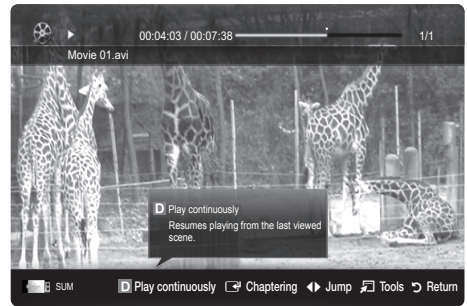 00:04:03 / 00:07:38 1/1
Movie 01.avi
D Play continuously
Resumes playing from the last viewed
scene.
SUM D Play continuously Chaptering Jump Tools Return